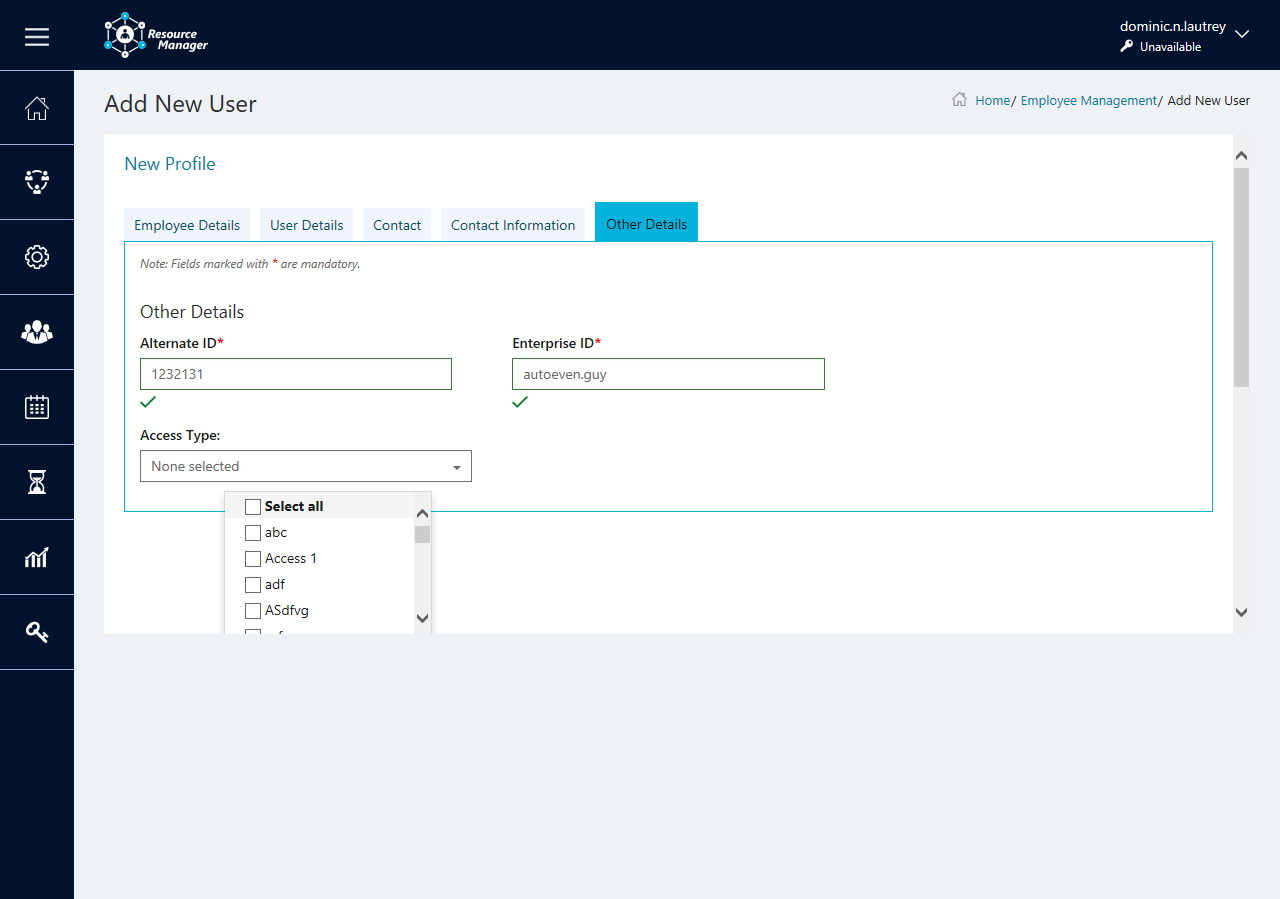 Resource
Manager
dominic.n.lautrey
Unavailable
Add New User
Home/ Employee Management/ Add New User
New Profile
Employee Details
User Details
Contact
Contact Information
Other Details
Note: Fields marked with * are mandatory.
Other Details
Alternate ID*
Enterprise ID*
1232131
autoeven.guy
Access Type:
None selected
Select all
abc
Access 1
adf
ASdfvg